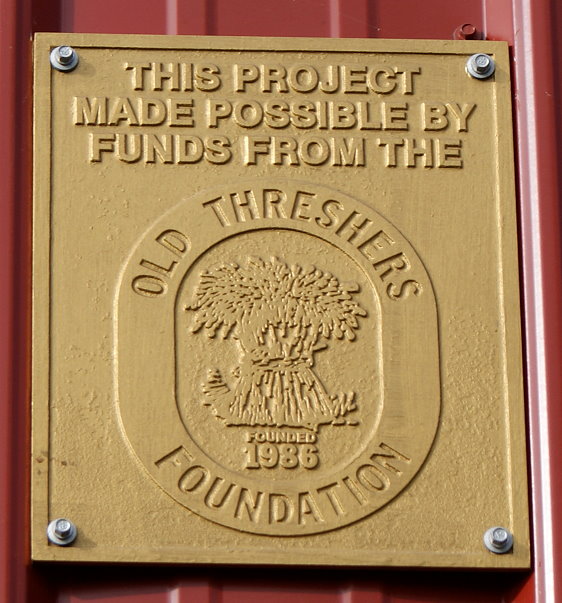 THIS PROJECT
MADE POSSIBLE BY
FUNDS FROM THE
OLD THRESHERS
FOUNDED
1986
FOUNDATION